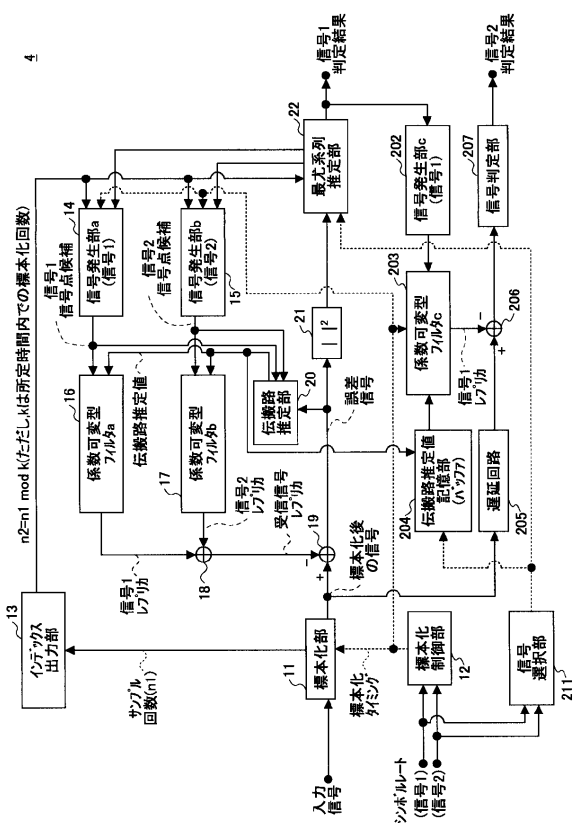 4
n2=n1 mod k(ただし,kは所定時間内での標本化回数)
13
インデックス
出力部
サンプル
回数(n1)
14
信号発生部a
(信号1)
信号1
信号点候補
信号発生部b
(信号2)
15
信号2
信号点候補
22
最尤系列
推定部
信号1
判定結果
16
係数可変型
フィルタa
伝搬路推定値
17
係数可変型
フィルタb
20
伝搬路
推定部
21
| |²
誤差
信号
信号1
レプリカ
信号2
レプリカ
18
受信信号
レプリカ
19
-
+
標本化後
の信号
11
標本化部
入力
信号
標本化
タイミング
標本化
制御部
12
シンボルレート
(信号1)
(信号2)
信号
選択部
211
202
信号発生部c
(信号1)
203
係数可変型
フィルタc
信号1
レプリカ
204
伝搬路推定値
記憶部
(バッファ)
遅延回路
205
-
+
206
207
信号判定部
信号2
判定結果